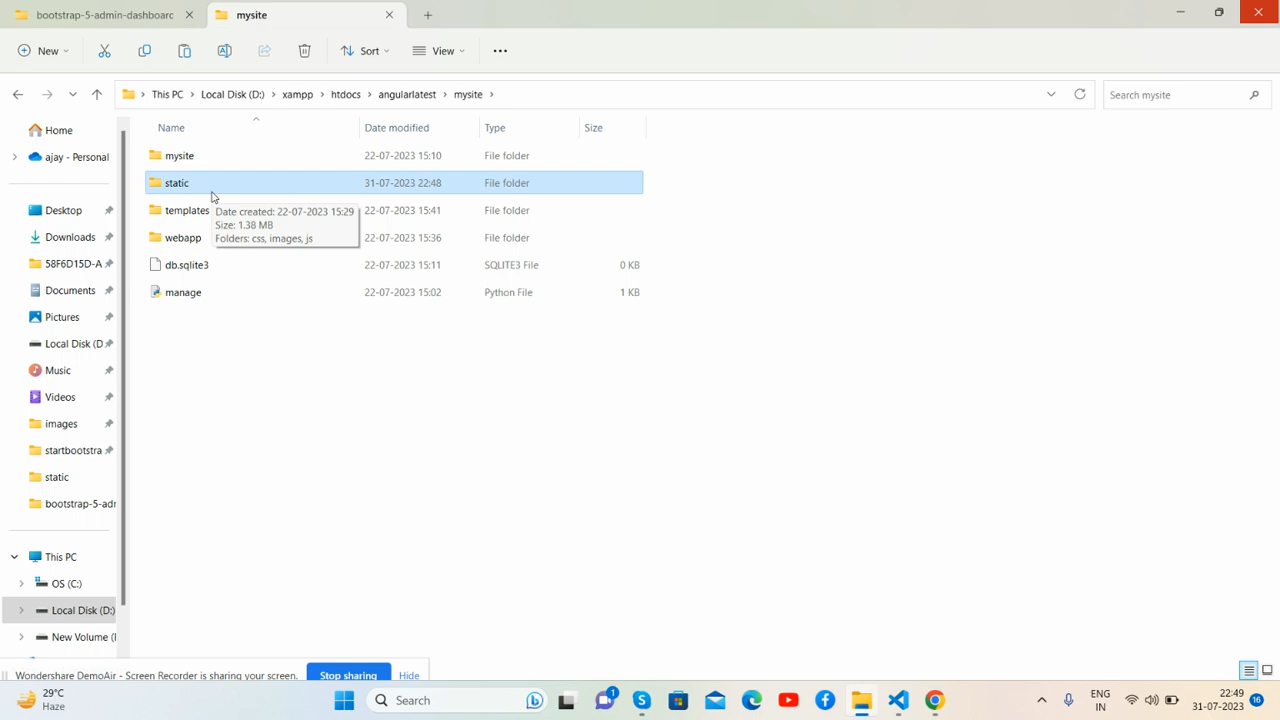 bootstrap-5-admin-dashboarc
mysite
New
Sort
View
This PC
Local Disk (D:)
xampp
htdocs
angularlatest
mysite
Search mysite
Name
Date modified
Type
Size
mysite 22-07-2023 15:10 File folder
static 31-07-2023 22:48 File folder
templates 22-07-2023 15:41 File folder
webapp 22-07-2023 15:36 File folder
db.sqlite3 22-07-2023 15:11 SQLITE3 File 0 KB
manage 22-07-2023 15:02 Python File 1 KB
Date created: 22-07-2023 15:29
Size: 1.38 MB
Folders: css, images, js
Home
ajay - Personal
Desktop
Downloads
58F6D15D-A
Documents
Pictures
Local Disk (D
Music
Videos
images
startbootstra
static
bootstrap-5-adr
This PC
OS (C:)
Local Disk (D:)
New Volume (
Wondershare DemoAir - Screen Recorder is sharing your screen.
Stop sharing
Hide
29°C
Haze
Search
1
ENG
IN
22:49
31-07-2023
16